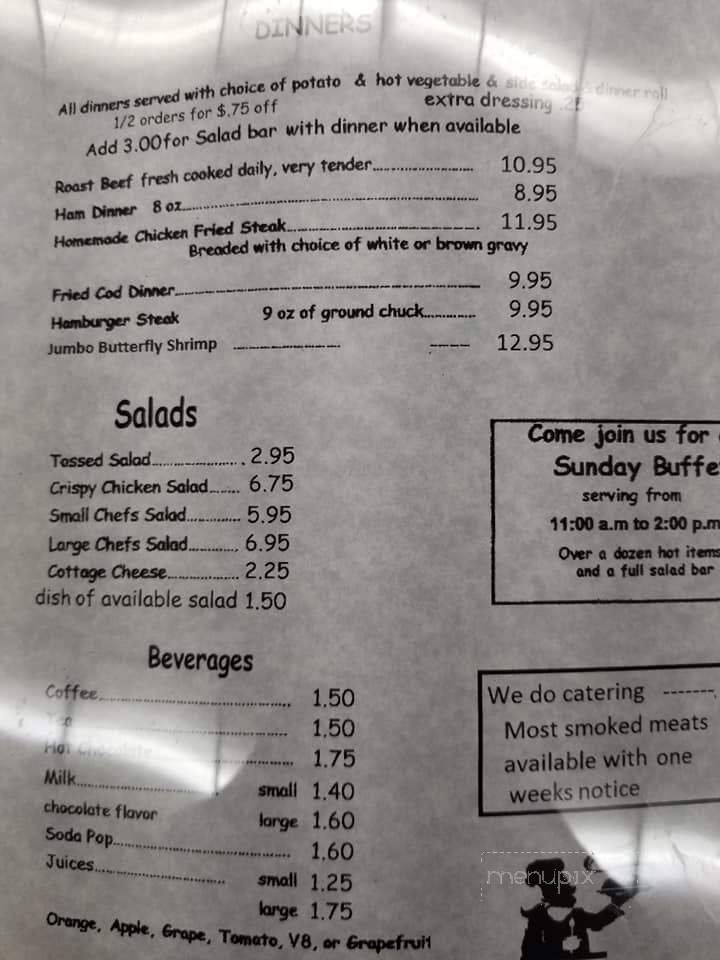 DINNERS
All dinners served with choice of potato & hot vegetable & side salad & dinner roll
1/2 orders for $.75 off extra dressing .25
Add 3.00for Salad bar with dinner when available
Roast Beef fresh cooked daily, very tender 10.95
Ham Dinner 8 oz 8.95
Homemade Chicken Fried Steak 11.95
Breaded with choice of white or brown gravy
Fried Cod Dinner 9.95
Hamburger Steak 9 oz of ground chuck 9.95
Jumbo Butterfly Shrimp 12.95
Salads
Tossed Salad 2.95
Crispy Chicken Salad 6.75
Small Chefs Salad 5.95
Large Chefs Salad 6.95
Cottage Cheese 2.25
dish of available salad 1.50
Come join us for
Sunday Buffe
serving from
11:00 a.m to 2:00 p.m
Over a dozen hot items
and a full salad bar
Beverages
Coffee 1.50
Tea 1.50
Hot Chocolate 1.75
Milk small 1.40
chocolate flavor large 1.60
Soda Pop 1.60
Juices small 1.25
large 1.75
Orange, Apple, Grape, Tomato, V8, or Grapefruit
We do catering -------
Most smoked meats
available with one
weeks notice
menupix